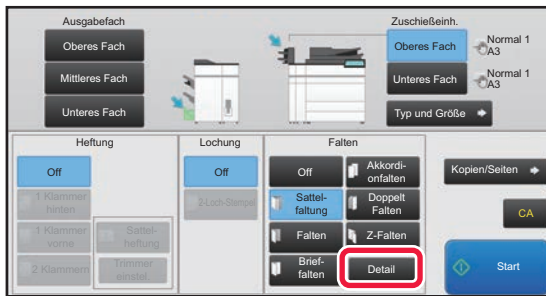 Ausgabefach
Oberes Fach
Mittleres Fach
Unteres Fach
Zuschießeinh.
Oberes Fach
Normal 1
A3
Unteres Fach
Normal 1
A3
Typ und Größe
Heftung
Off
1 Klammer
hinten
1 Klammer
vorne
2 Klammern
Sattel-
heftung
Trimmer
einstel.
Lochung
Off
2-Loch-Stempel
Falten
Off
Akkordi-
onfalten
Sattel-
faltung
Doppelt
Falten
Falten
Z-Falten
Brief-
falten
Detail
Kopien/Seiten
CA
Start